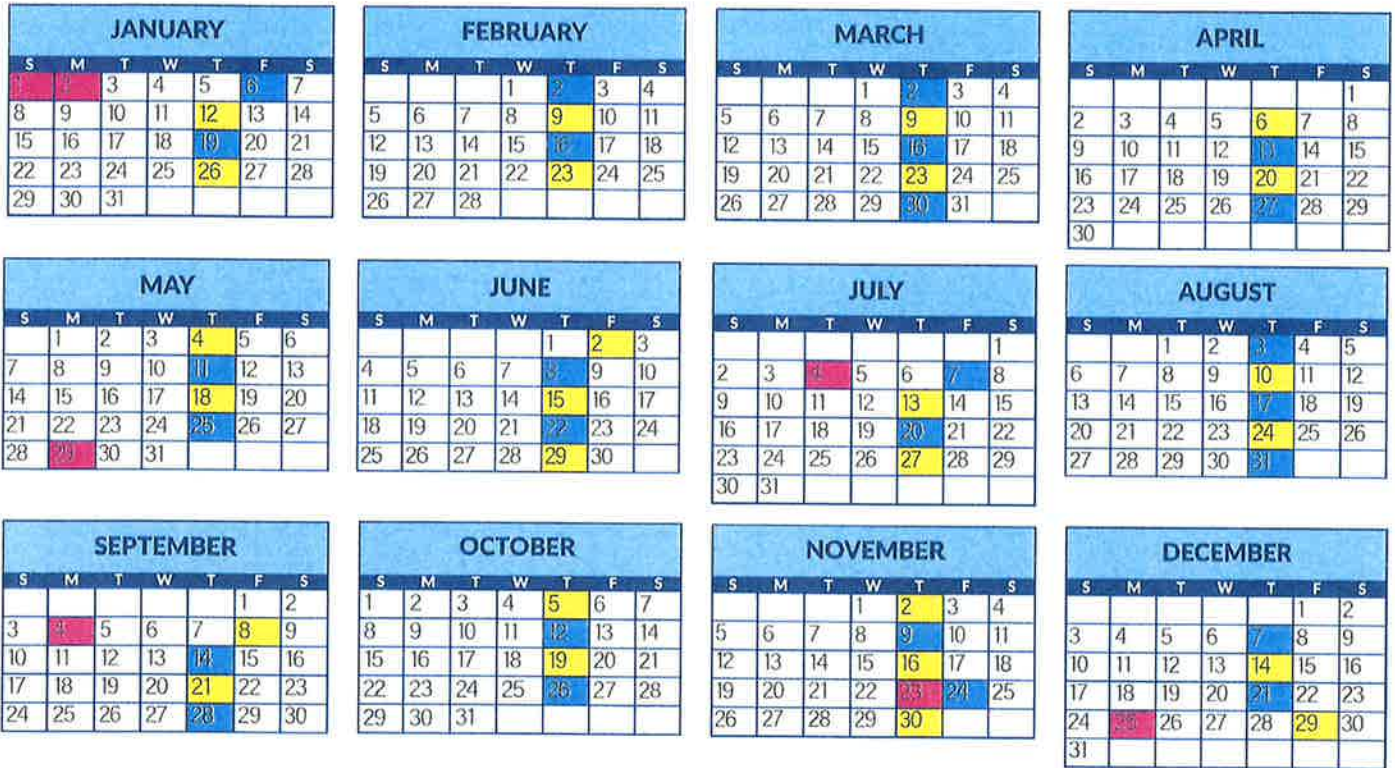 JANUARY
S M T W T F S
1 2 3 4 5 6 7
8 9 10 11 12 13 14
15 16 17 18 19 20 21
22 23 24 25 26 27 28
29 30 31
FEBRUARY
S M T W T F S
1 2 3 4
5 6 7 8 9 10 11
12 13 14 15 16 17 18
19 20 21 22 23 24 25
26 27 28
MARCH
S M T W T F S
1 2 3 4
5 6 7 8 9 10 11
12 13 14 15 16 17 18
19 20 21 22 23 24 25
26 27 28 29 30 31
APRIL
S M T W T F S
1
2 3 4 5 6 7 8
9 10 11 12 13 14 15
16 17 18 19 20 21 22
23 24 25 26 27 28 29
30
MAY
S M T W T F S
1 2 3 4 5 6
7 8 9 10 11 12 13
14 15 16 17 18 19 20
21 22 23 24 25 26 27
28 29 30 31
JUNE
S M T W T F S
1 2 3
4 5 6 7 8 9 10
11 12 13 14 15 16 17
18 19 20 21 22 23 24
25 26 27 28 29 30
JULY
S M T W T F S
1
2 3 4 5 6 7 8
9 10 11 12 13 14 15
16 17 18 19 20 21 22
23 24 25 26 27 28 29
30 31
AUGUST
S M T W T F S
1 2 3 4 5
6 7 8 9 10 11 12
13 14 15 16 17 18 19
20 21 22 23 24 25 26
27 28 29 30 31
SEPTEMBER
S M T W T F S
1 2
3 4 5 6 7 8 9
10 11 12 13 14 15 16
17 18 19 20 21 22 23
24 25 26 27 28 29 30
OCTOBER
S M T W T F S
1 2 3 4 5 6 7
8 9 10 11 12 13 14
15 16 17 18 19 20 21
22 23 24 25 26 27 28
29 30 31
NOVEMBER
S M T W T F S
1 2 3 4
5 6 7 8 9 10 11
12 13 14 15 16 17 18
19 20 21 22 23 24 25
26 27 28 29 30
DECEMBER
S M T W T F S
1 2
3 4 5 6 7 8 9
10 11 12 13 14 15 16
17 18 19 20 21 22 23
24 25 26 27 28 29 30
31